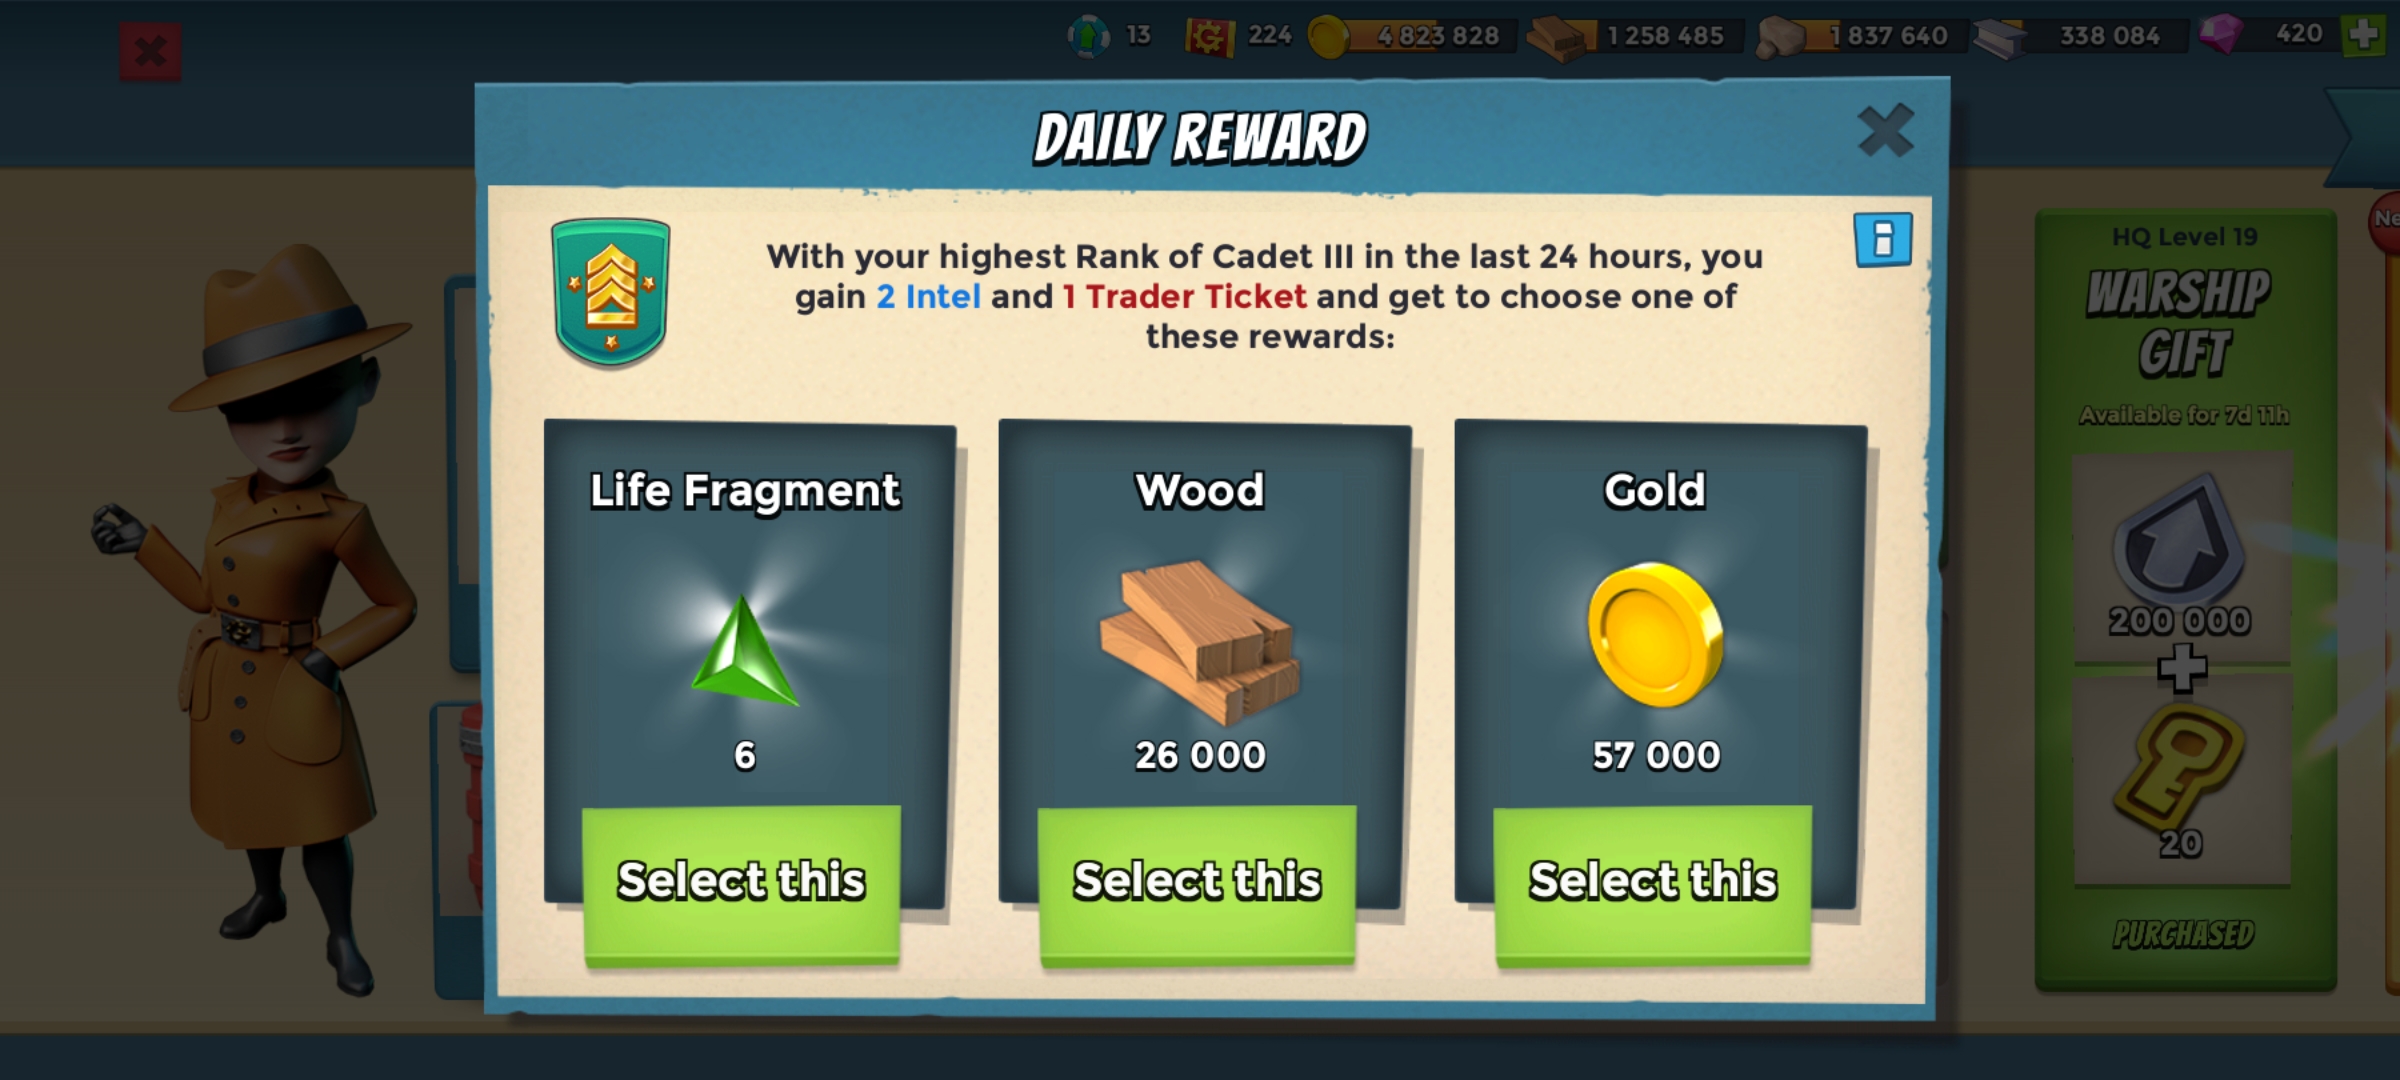 13
224
4 823 828
1 258 485
1 837 640
338 084
420
DAILY REWARD
With your highest Rank of Cadet III in the last 24 hours, you
gain 2 Intel and 1 Trader Ticket and get to choose one of
these rewards:
Life Fragment
6
Select this
Wood
26 000
Select this
Gold
57 000
Select this
HQ Level 19
WARSHIP
GIFT
Available for 7d 11h
200 000
20
PURCHASED